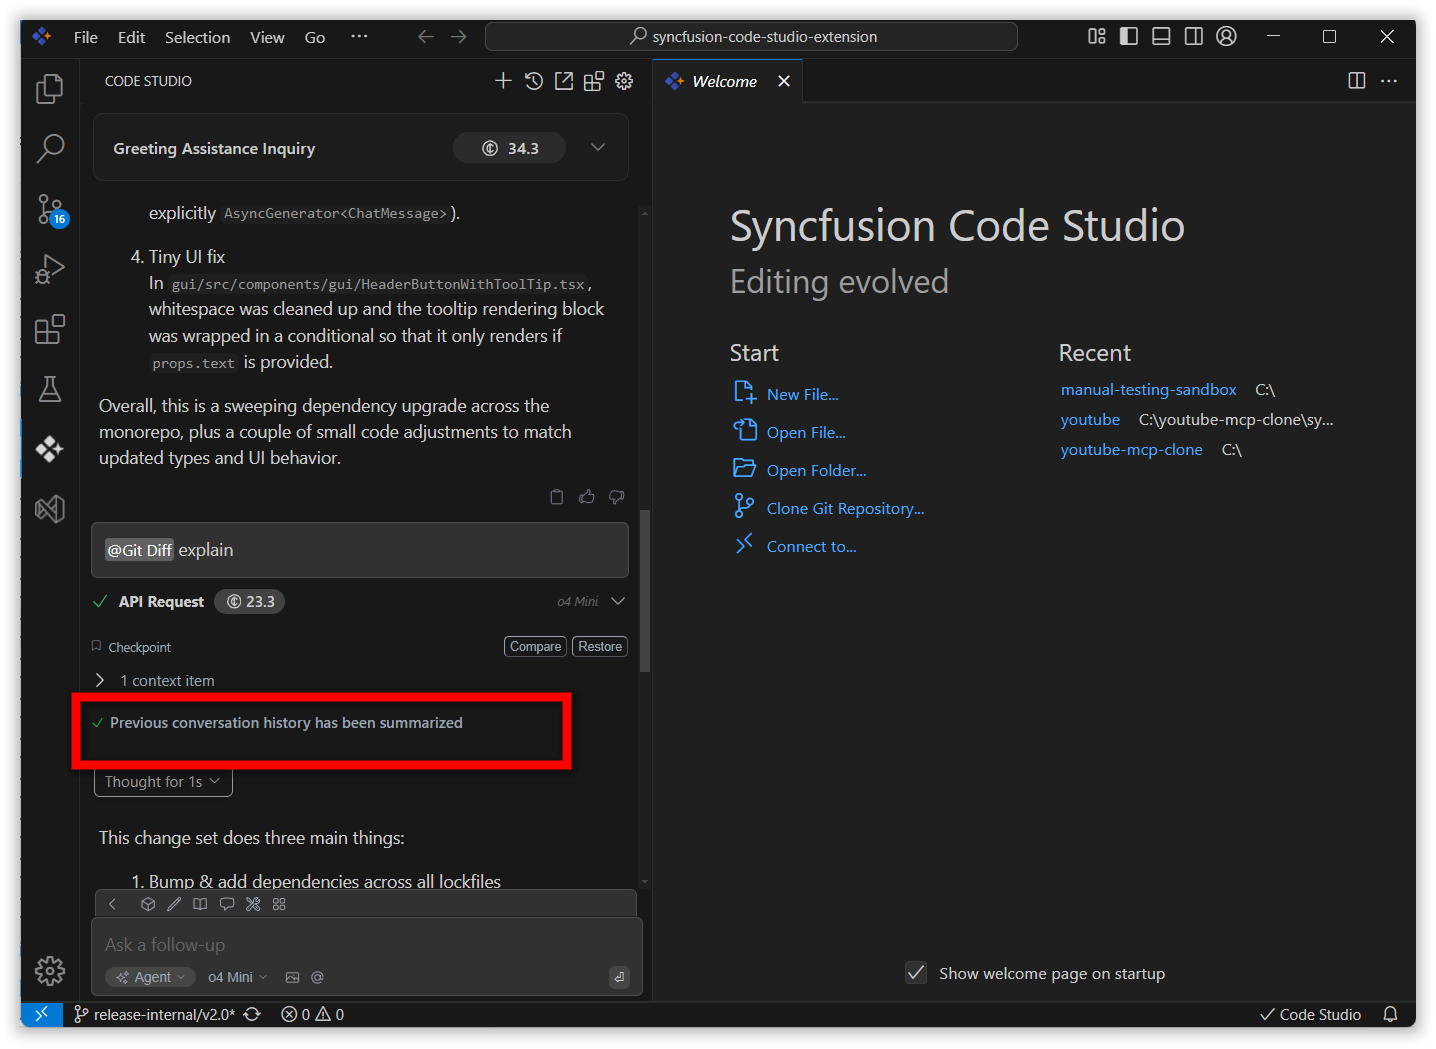 File Edit Selection View Go ···
syncfusion-code-studio-extension
CODE STUDIO
Welcome
Greeting Assistance Inquiry
34.3
explicitly AsyncGenerator<ChatMessage>).
4. Tiny UI fix
In gui/src/components/gui/HeaderButtonWithToolTip.tsx,
whitespace was cleaned up and the tooltip rendering block
was wrapped in a conditional so that it only renders if
props.text is provided.
Overall, this is a sweeping dependency upgrade across the
monorepo, plus a couple of small code adjustments to match
updated types and UI behavior.
@Git Diff explain
API Request
23.3
o4 Mini
Checkpoint
Compare
Restore
1 context item
Previous conversation history has been summarized
Thought for 1s
This change set does three main things:
1. Bump & add dependencies across all lockfiles
Ask a follow-up
Agent
o4 Mini
16
Syncfusion Code Studio
Editing evolved
Start
New File...
Open File...
Open Folder...
Clone Git Repository...
Connect to...
Recent
manual-testing-sandbox C:\
youtube C:\youtube-mcp-clone\sy...
youtube-mcp-clone C:\
Show welcome page on startup
release-internal/v2.0*
0
0
Code Studio